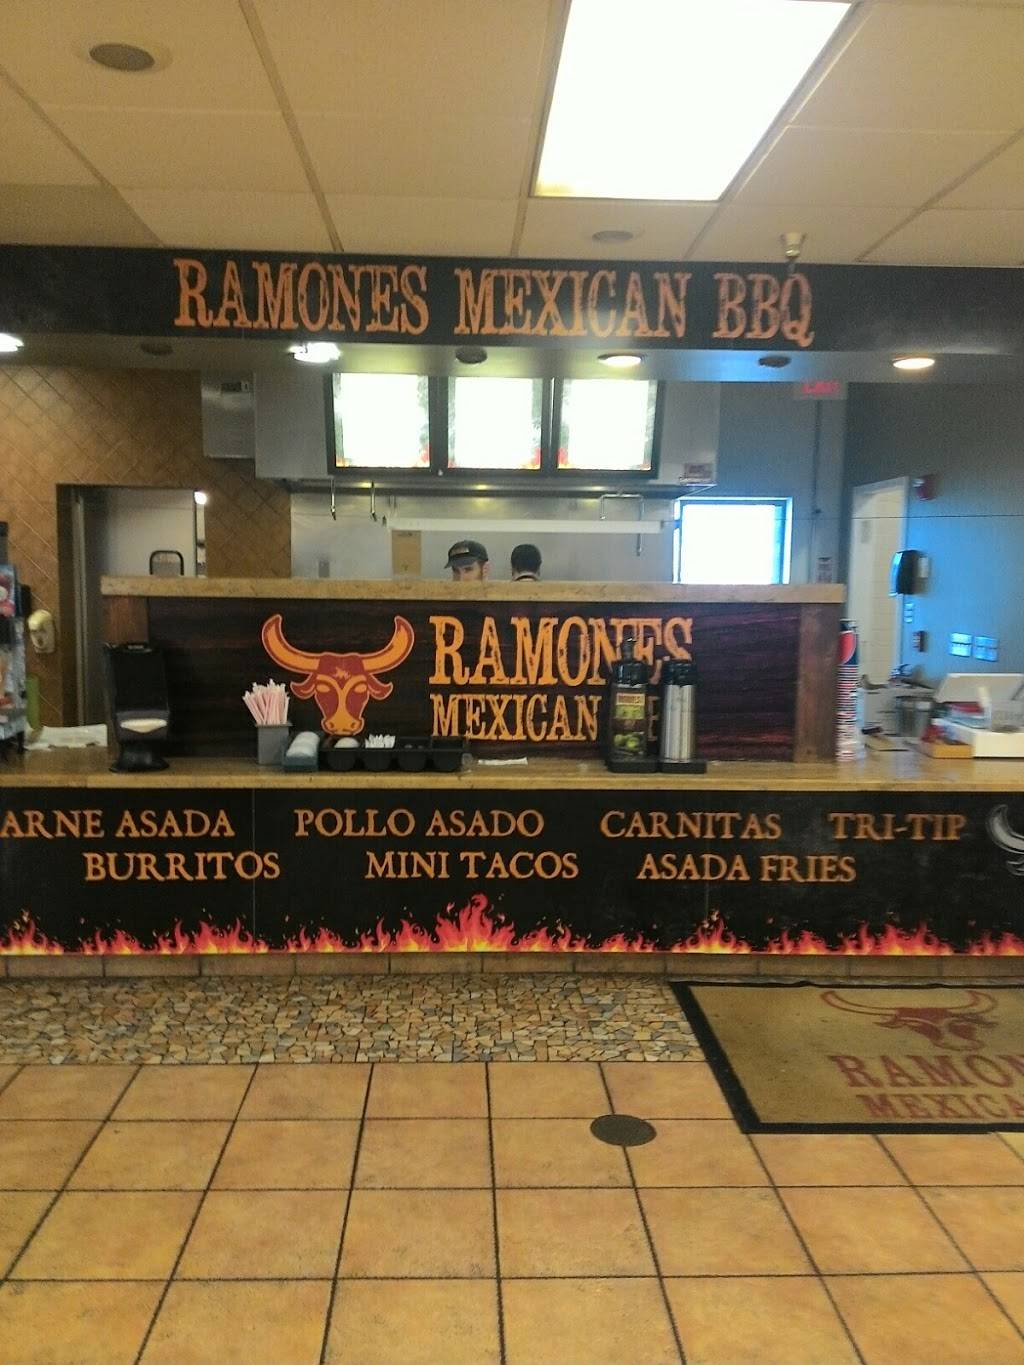 RAMONES MEXICAN BBQ
EXIT
RAMONES
MEXICAN
ARNE ASADA POLLO ASADO CARNITAS TRI-TIP
BURRITOS MINI TACOS ASADA FRIES
RAMON
MEXICA